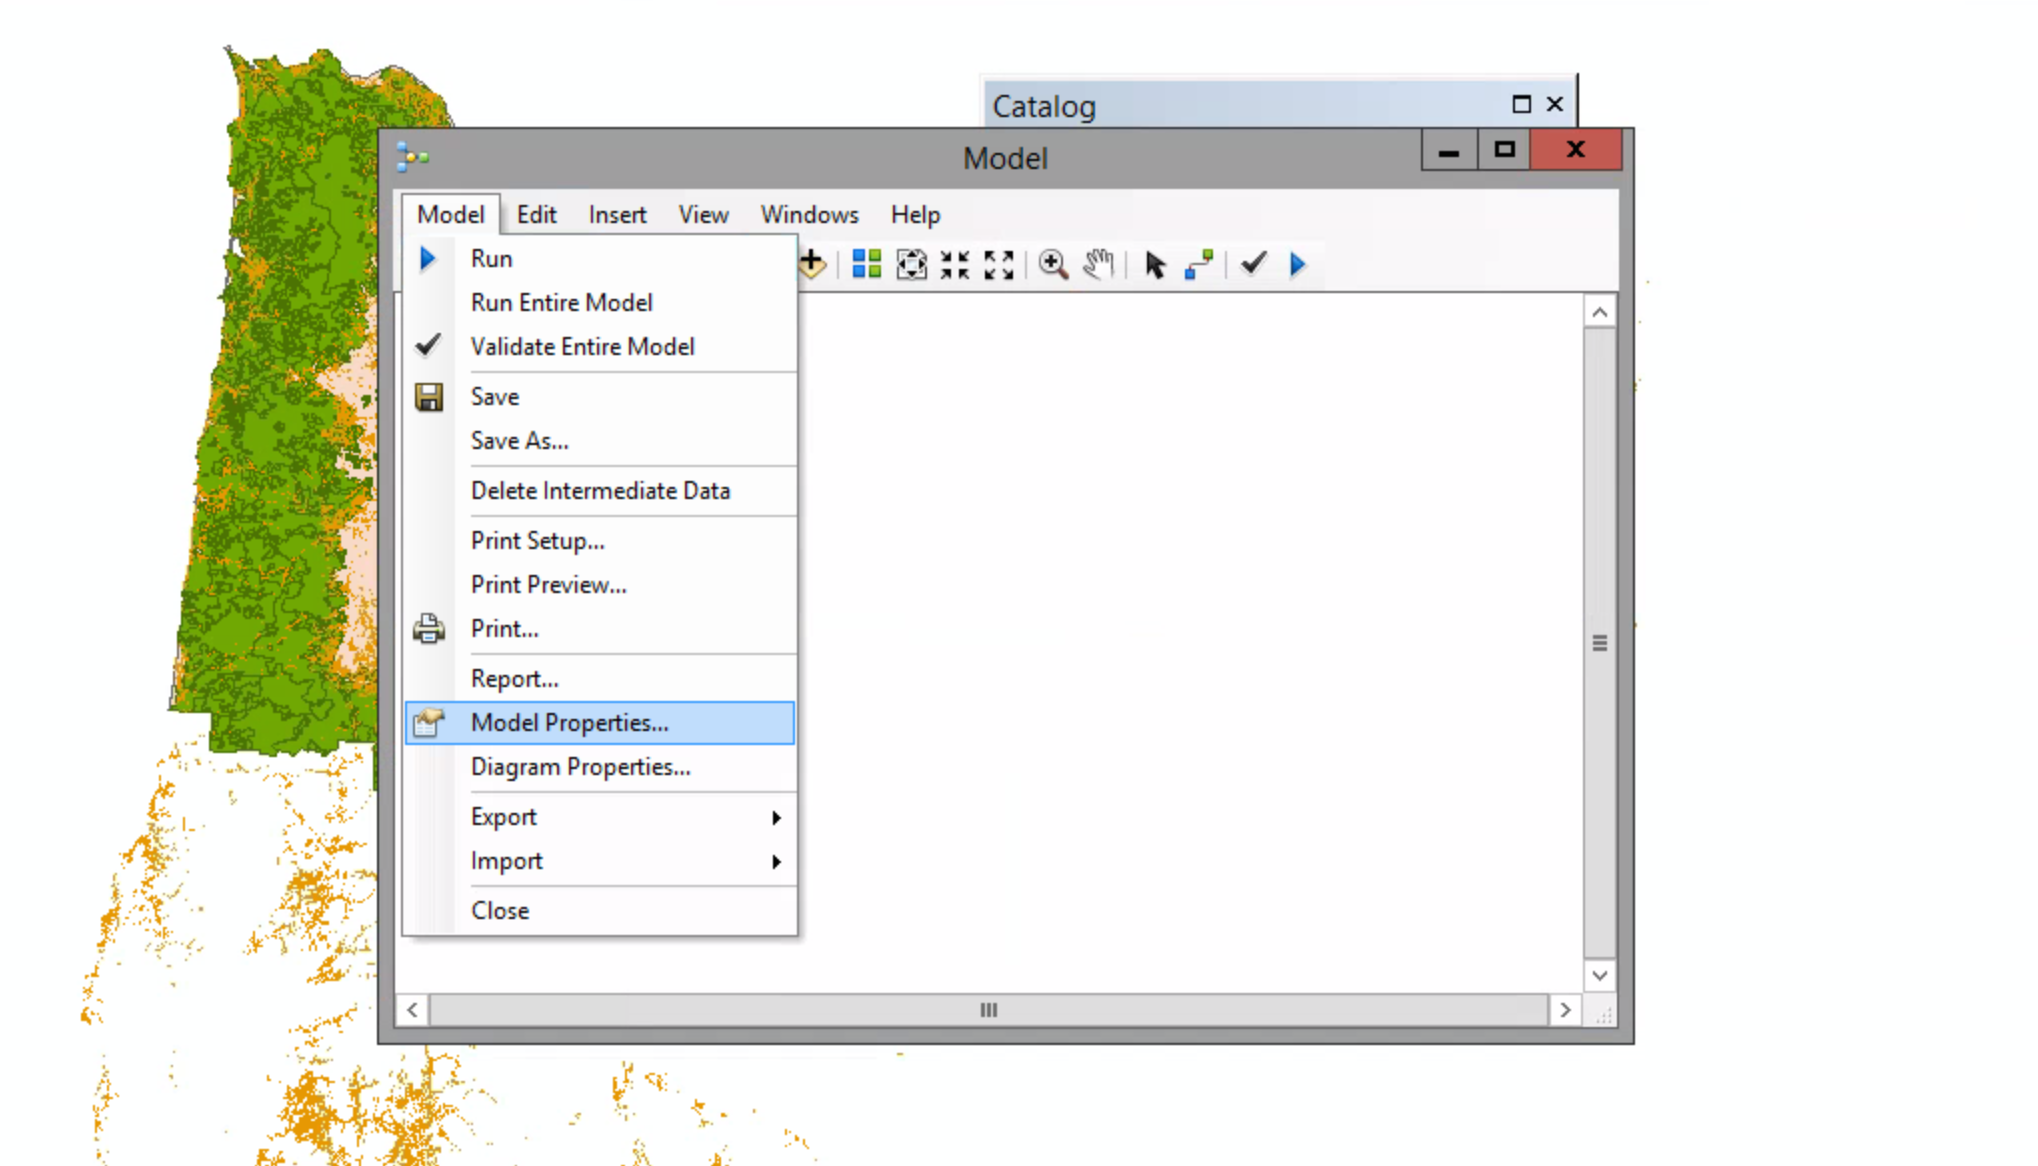 Catalog
Model
Model Edit Insert View Windows Help
Run
Run Entire Model
Validate Entire Model
Save
Save As...
Delete Intermediate Data
Print Setup...
Print Preview...
Print...
Report...
Model Properties...
Diagram Properties...
Export
Import
Close